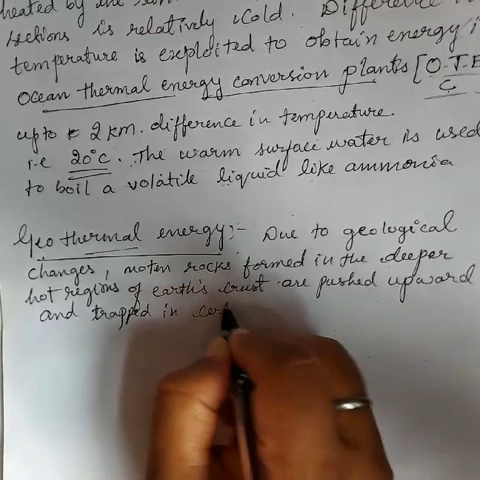 heated by the
sections is relatively cold. Difference in
temperature is exploited to obtain energy i
ocean thermal energy conversion plants [O.T.E
C
upto 2 km. difference in temperature.
i.e 20°C. The warm surface water is used
to boil a volatile liquid like ammonia
Geothermal energy:- Due to geological
changes, moten rocks formed in the deeper
hot regions of earth's crust are pushed upward
and trapped in cer